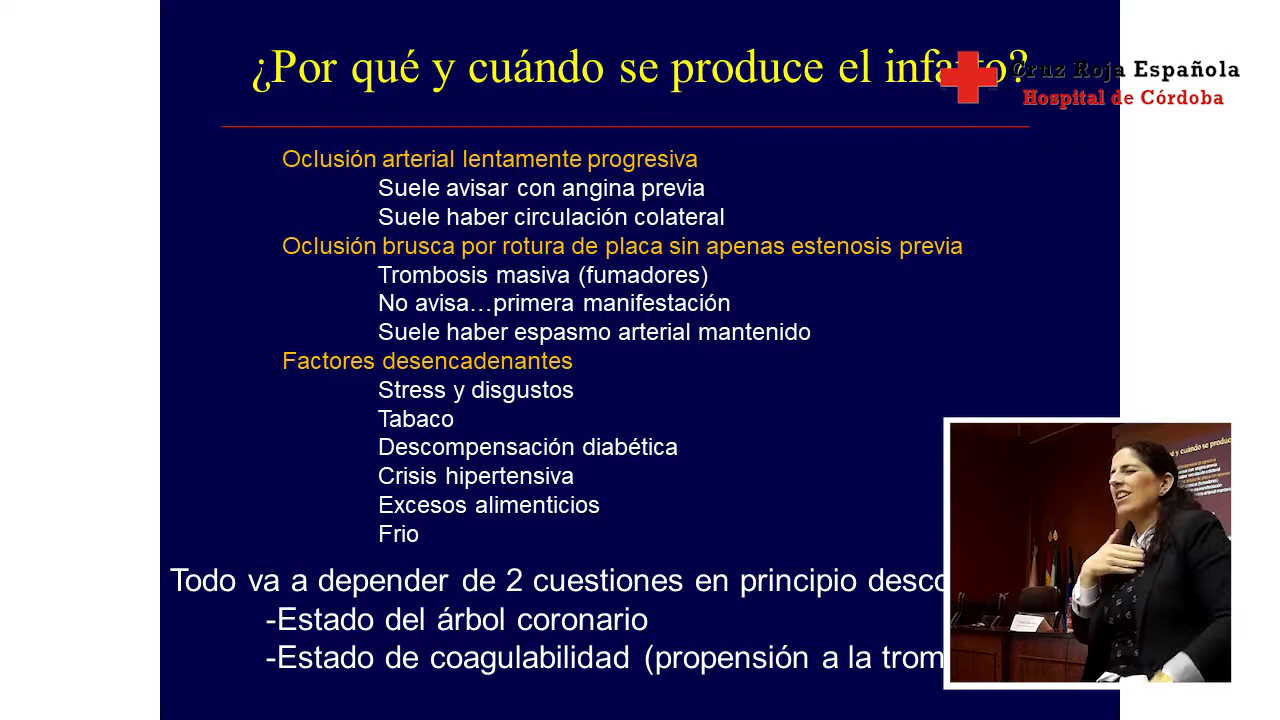 ¿Por qué y cuándo se produce el infarto?
Cruz Roja Española
Hospital de Córdoba
Oclusión arterial lentamente progresiva
Suele avisar con angina previa
Suele haber circulación colateral
Oclusión brusca por rotura de placa sin apenas estenosis previa
Trombosis masiva (fumadores)
No avisa…primera manifestación
Suele haber espasmo arterial mantenido
Factores desencadenantes
Stress y disgustos
Tabaco
Descompensación diabética
Crisis hipertensiva
Excesos alimenticios
Frio
Todo va a depender de 2 cuestiones en principio
-Estado del árbol coronario
-Estado de coagulabilidad (propensión a la